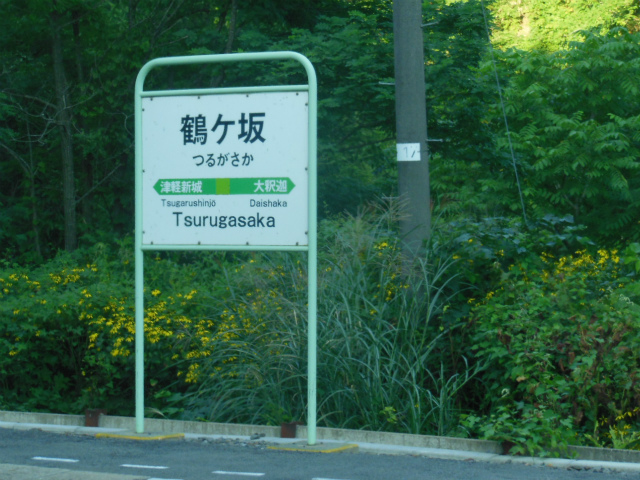 鶴ケ坂
つるがさか
津軽新城 大釈迦
Tsugarushinjō Daishaka
Tsurugasaka